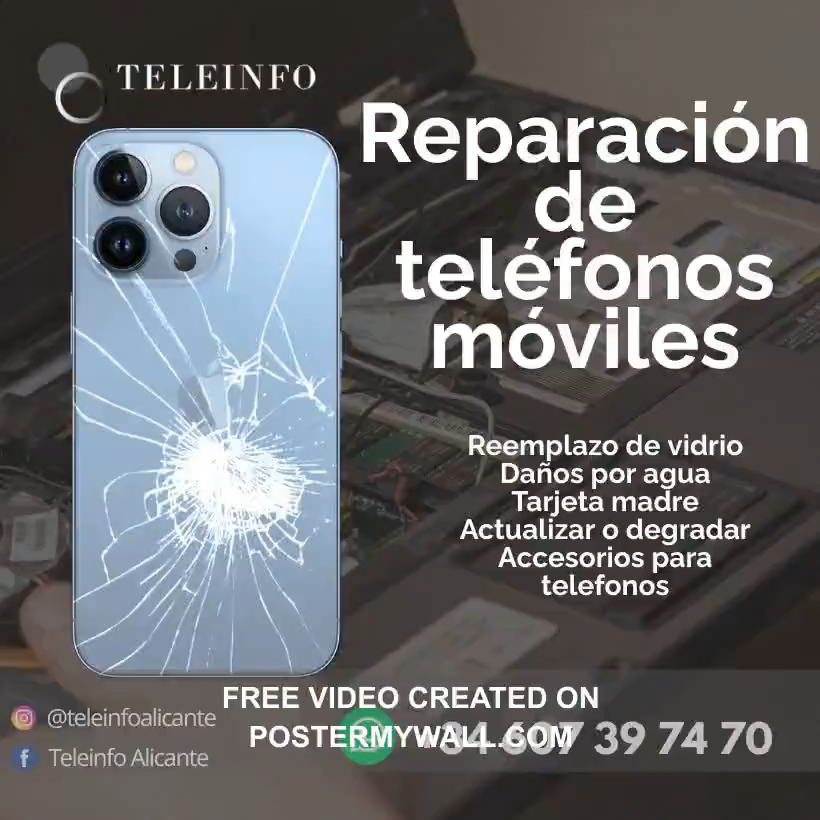 TELEINFO
Reparación
de
teléfonos
móviles
Reemplazo de vidrio
Daños por agua
Tarjeta madre
Actualizar o degradar
Accesorios para
telefonos
FREE VIDEO CREATED ON
POSTERMYWALL.COM
@teleinfoalicante
+34 607 39 74 70
Teleinfo Alicante